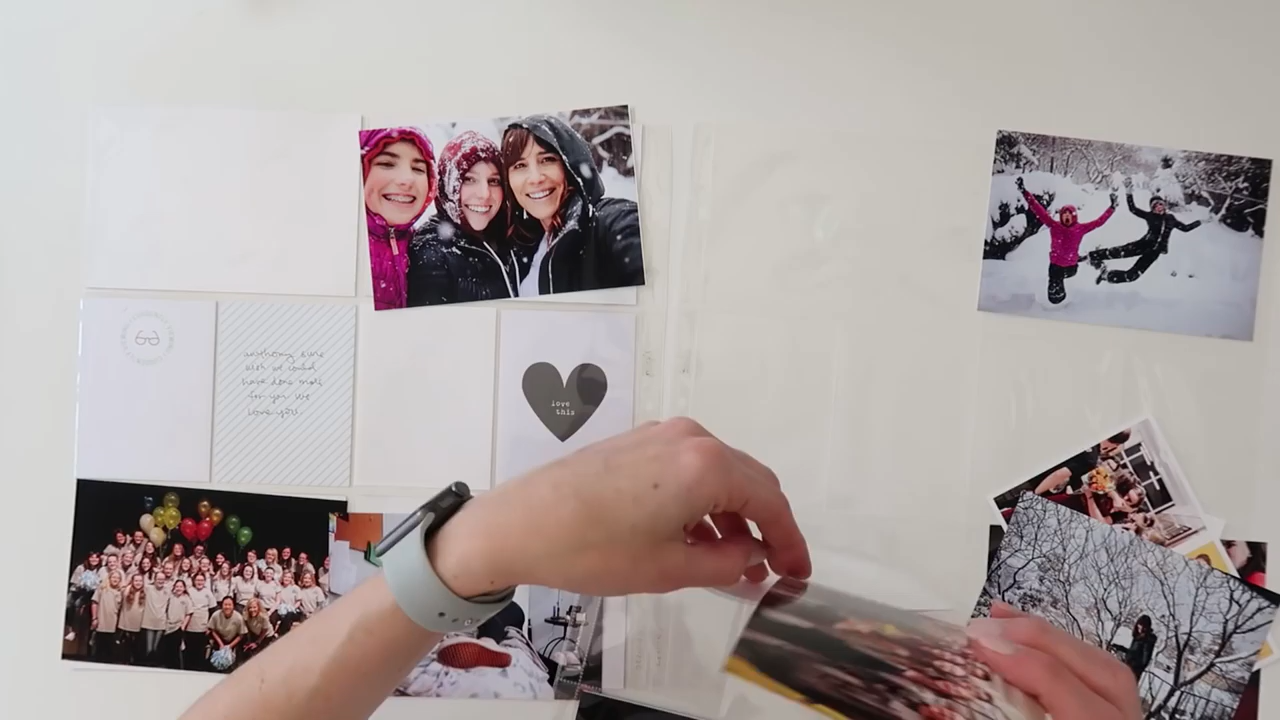 anthony sure
wish we could
have done more
for you we
love you.
love
this